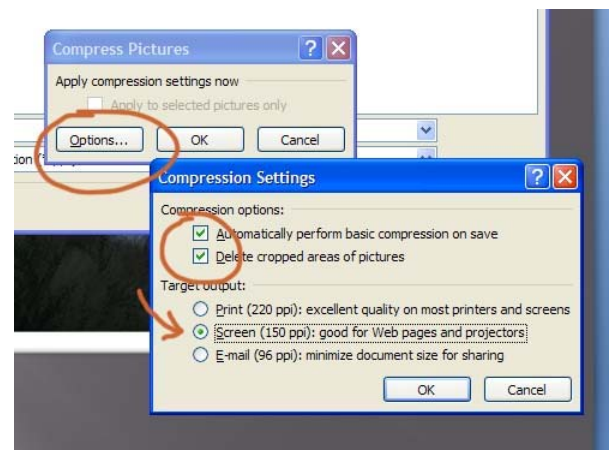 Compress Pictures
Apply compression settings now
Apply to selected pictures only
Options... OK Cancel
Compression Settings
Compression options:
Automatically perform basic compression on save
Delete cropped areas of pictures
Target output:
Print (220 ppi): excellent quality on most printers and screens
Screen (150 ppi): good for Web pages and projectors
E-mail (96 ppi): minimize document size for sharing
OK Cancel